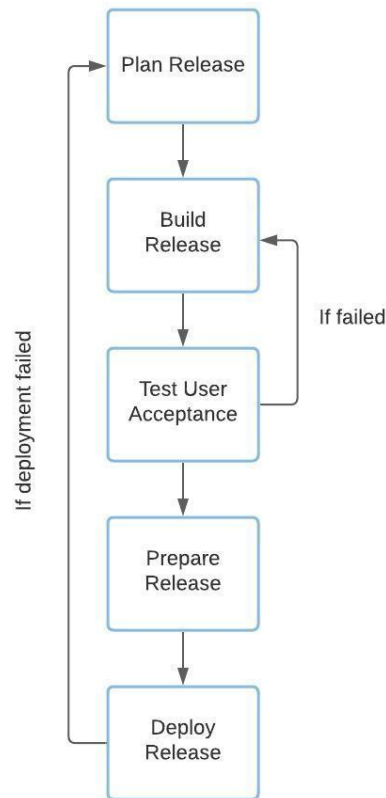 Plan Release
Build
Release
If failed
Test User
Acceptance
If deployment failed
Prepare
Release
Deploy
Release